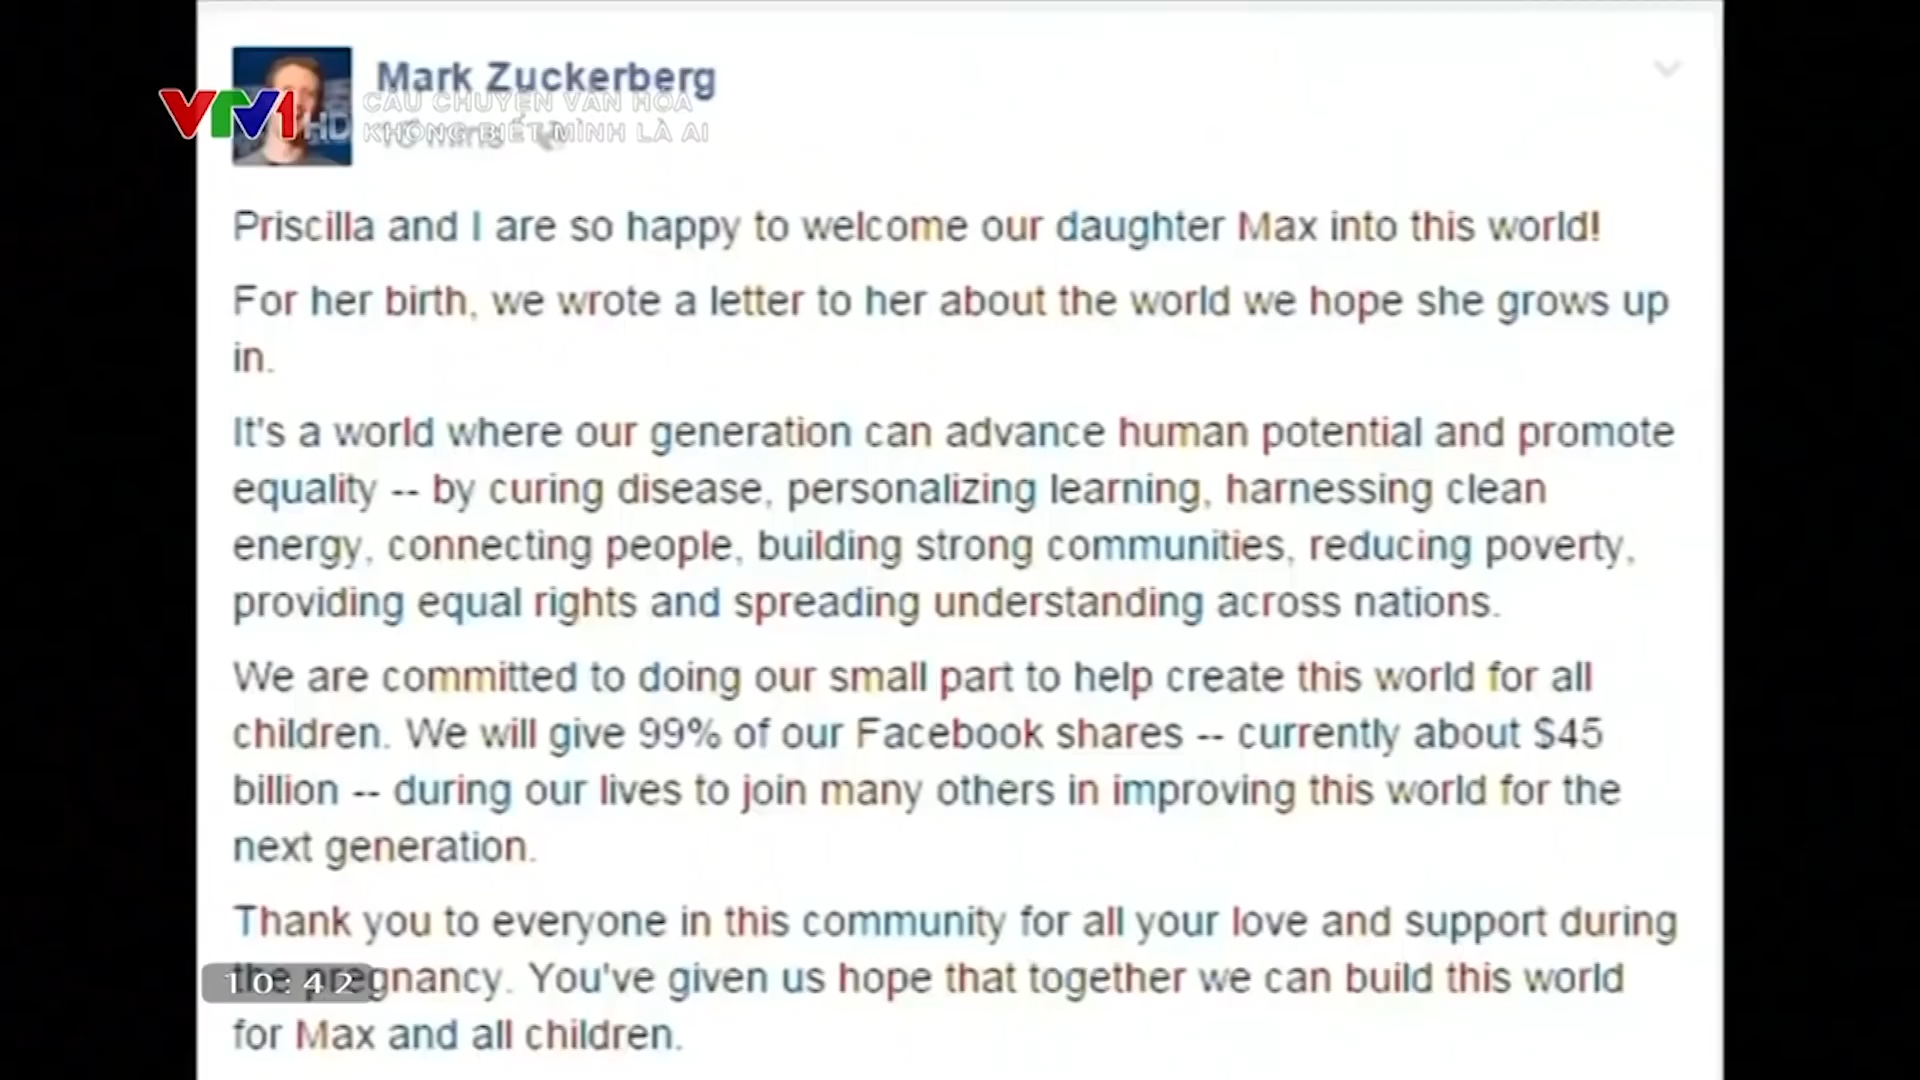 Mark Zuckerberg
VTV1
HD
CÂU CHUYỆN VĂN HÓA
KHÔNG BIẾT MÌNH LÀ AI
Priscilla and I are so happy to welcome our daughter Max into this world!
For her birth, we wrote a letter to her about the world we hope she grows up
in.
It's a world where our generation can advance human potential and promote
equality -- by curing disease, personalizing learning, harnessing clean
energy, connecting people, building strong communities, reducing poverty,
providing equal rights and spreading understanding across nations.
We are committed to doing our small part to help create this world for all
children. We will give 99% of our Facebook shares -- currently about $45
billion -- during our lives to join many others in improving this world for the
next generation.
Thank you to everyone in this community for all your love and support during
the pregnancy. You've given us hope that together we can build this world
10:42
for Max and all children.